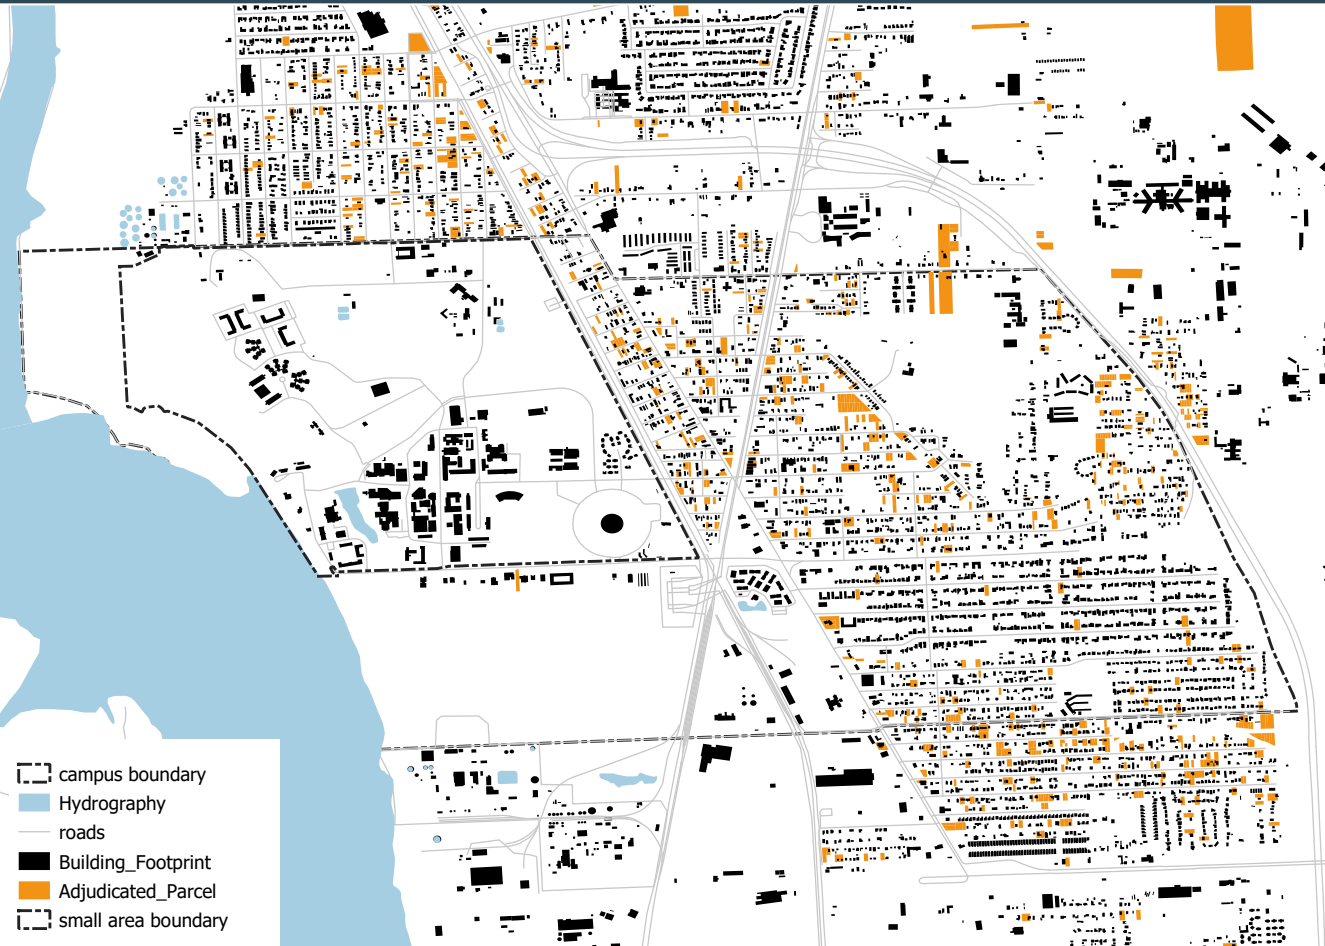 campus boundary
Hydrography
roads
Building_Footprint
Adjudicated_Parcel
small area boundary